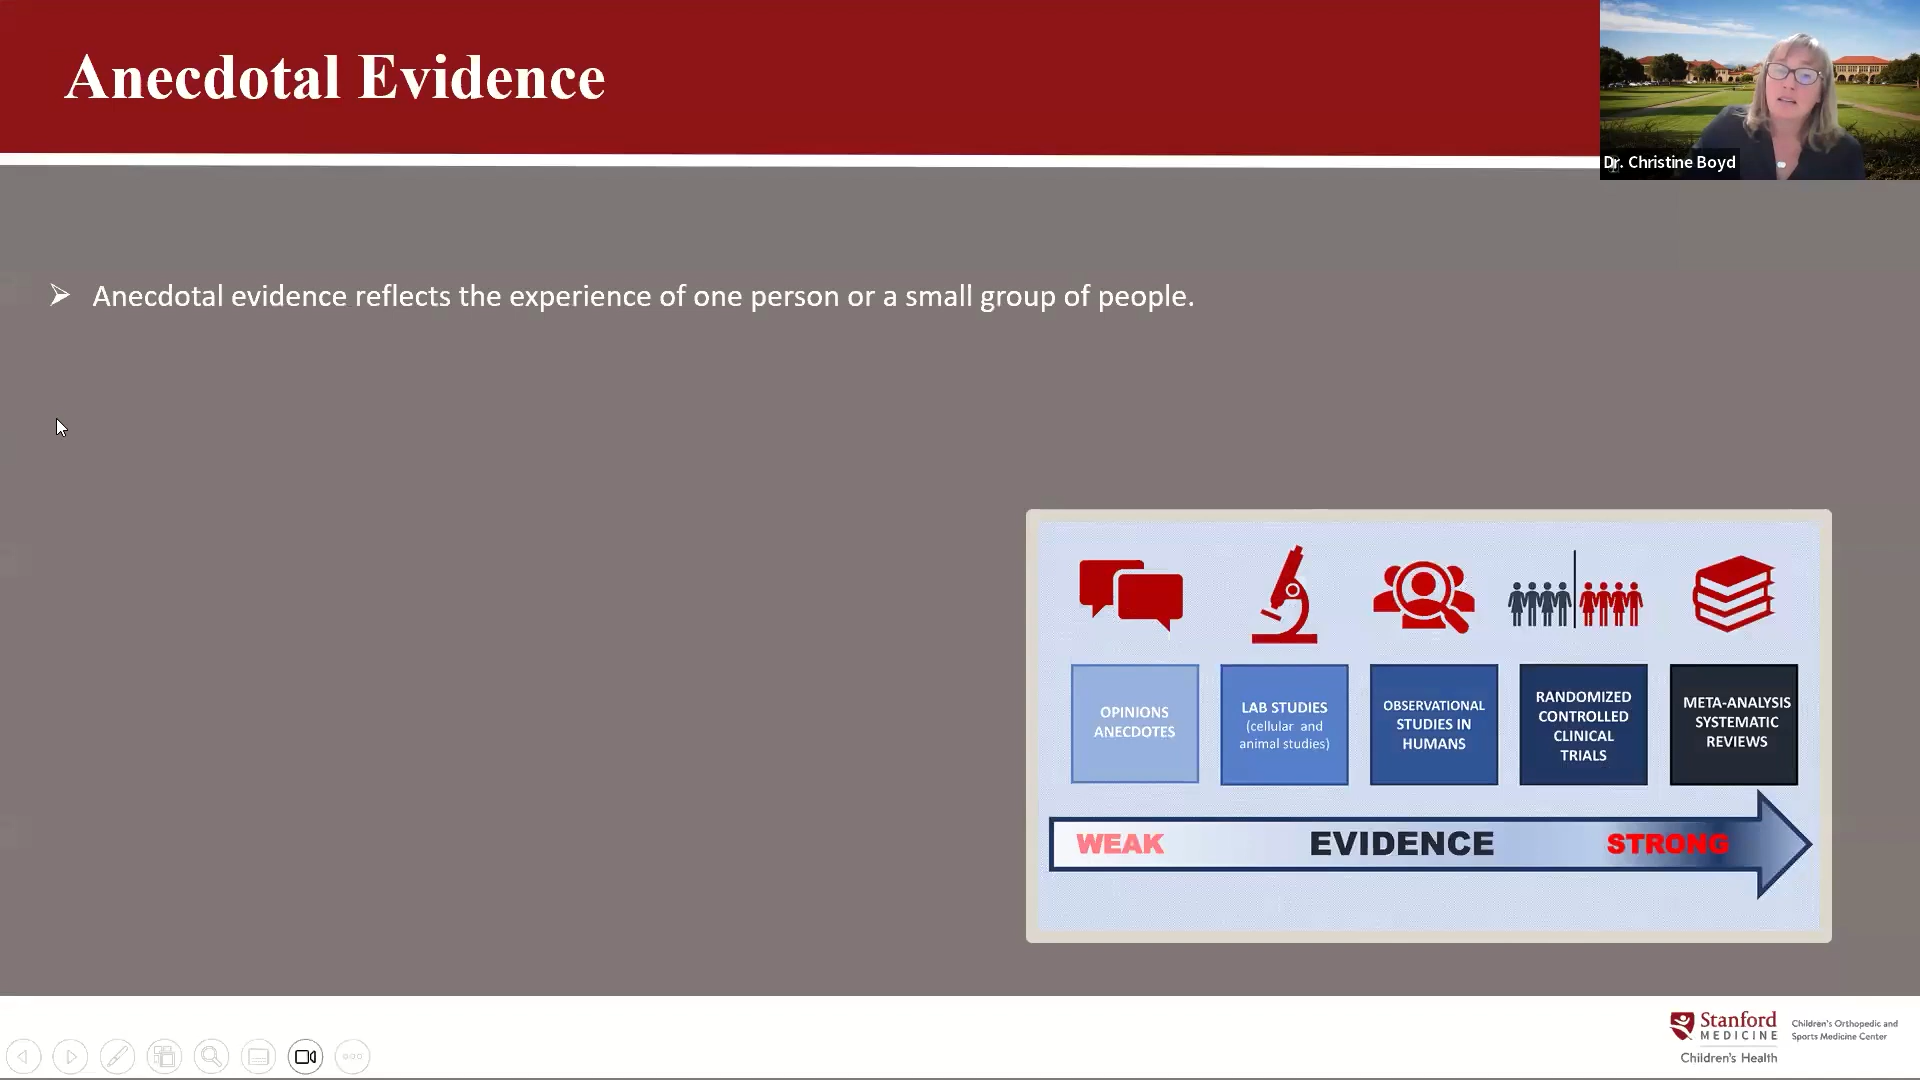 Anecdotal Evidence
Dr. Christine Boyd
Anecdotal evidence reflects the experience of one person or a small group of people.
OPINIONS
ANECDOTES
LAB STUDIES
(cellular and
animal studies)
OBSERVATIONAL
STUDIES IN
HUMANS
RANDOMIZED
CONTROLLED
CLINICAL
TRIALS
META-ANALYSIS
SYSTEMATIC
REVIEWS
WEAK
EVIDENCE
STRONG
Stanford
MEDICINE
Children's Health
Children's Orthopedic and
Sports Medicine Center